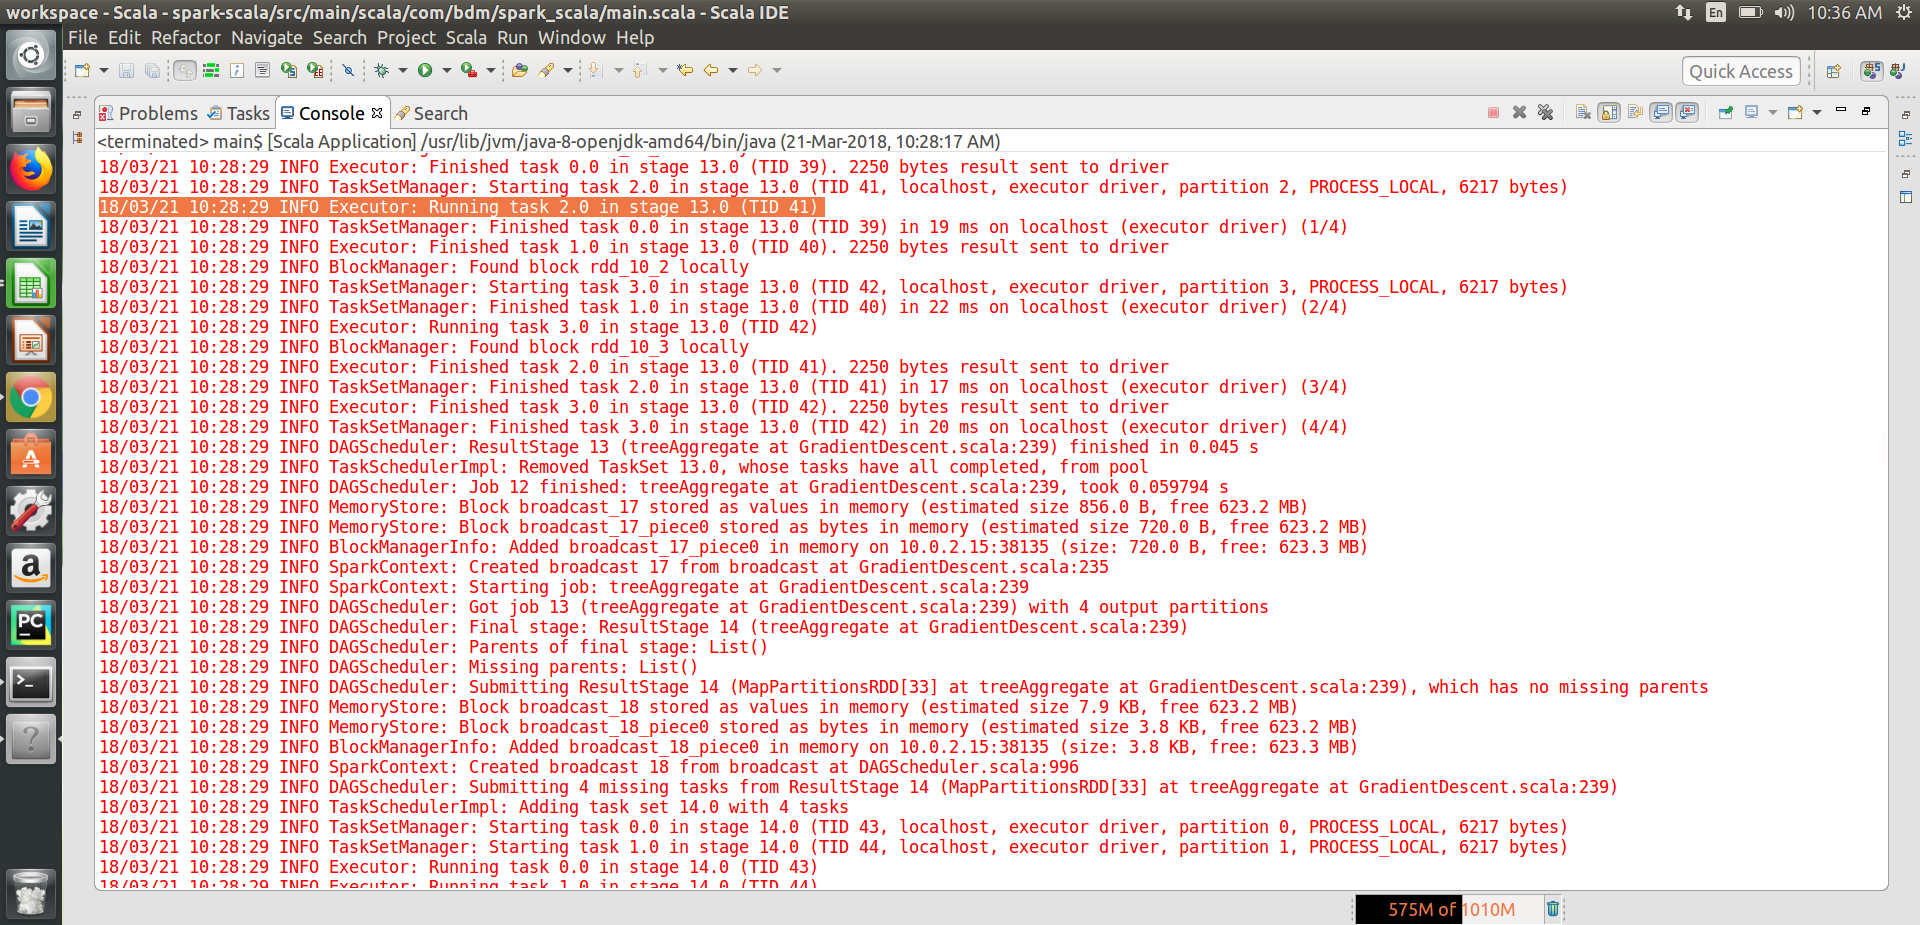 workspace - Scala - spark-scala/src/main/scala/com/bdm/spark_scala/main.scala - Scala IDE
En
10:36 AM
File Edit Refactor Navigate Search Project Scala Run Window Help
Quick Access
Problems Tasks Console Search
<terminated> main$ [Scala Application] /usr/lib/jvm/java-8-openjdk-amd64/bin/java (21-Mar-2018, 10:28:17 AM)
18/03/21 10:28:29 INFO Executor: Finished task 0.0 in stage 13.0 (TID 39). 2250 bytes result sent to driver
18/03/21 10:28:29 INFO TaskSetManager: Starting task 2.0 in stage 13.0 (TID 41, localhost, executor driver, partition 2, PROCESS_LOCAL, 6217 bytes)
18/03/21 10:28:29 INFO Executor: Running task 2.0 in stage 13.0 (TID 41)
18/03/21 10:28:29 INFO TaskSetManager: Finished task 0.0 in stage 13.0 (TID 39) in 19 ms on localhost (executor driver) (1/4)
18/03/21 10:28:29 INFO Executor: Finished task 1.0 in stage 13.0 (TID 40). 2250 bytes result sent to driver
18/03/21 10:28:29 INFO BlockManager: Found block rdd_10_2 locally
18/03/21 10:28:29 INFO TaskSetManager: Starting task 3.0 in stage 13.0 (TID 42, localhost, executor driver, partition 3, PROCESS_LOCAL, 6217 bytes)
18/03/21 10:28:29 INFO TaskSetManager: Finished task 1.0 in stage 13.0 (TID 40) in 22 ms on localhost (executor driver) (2/4)
18/03/21 10:28:29 INFO Executor: Running task 3.0 in stage 13.0 (TID 42)
18/03/21 10:28:29 INFO BlockManager: Found block rdd_10_3 locally
18/03/21 10:28:29 INFO Executor: Finished task 2.0 in stage 13.0 (TID 41). 2250 bytes result sent to driver
18/03/21 10:28:29 INFO TaskSetManager: Finished task 2.0 in stage 13.0 (TID 41) in 17 ms on localhost (executor driver) (3/4)
18/03/21 10:28:29 INFO Executor: Finished task 3.0 in stage 13.0 (TID 42). 2250 bytes result sent to driver
18/03/21 10:28:29 INFO TaskSetManager: Finished task 3.0 in stage 13.0 (TID 42) in 20 ms on localhost (executor driver) (4/4)
18/03/21 10:28:29 INFO DAGScheduler: ResultStage 13 (treeAggregate at GradientDescent.scala:239) finished in 0.045 s
18/03/21 10:28:29 INFO TaskSchedulerImpl: Removed TaskSet 13.0, whose tasks have all completed, from pool
18/03/21 10:28:29 INFO DAGScheduler: Job 12 finished: treeAggregate at GradientDescent.scala:239, took 0.059794 s
18/03/21 10:28:29 INFO MemoryStore: Block broadcast_17 stored as values in memory (estimated size 856.0 B, free 623.2 MB)
18/03/21 10:28:29 INFO MemoryStore: Block broadcast_17_piece0 stored as bytes in memory (estimated size 720.0 B, free 623.2 MB)
18/03/21 10:28:29 INFO BlockManagerInfo: Added broadcast_17_piece0 in memory on 10.0.2.15:38135 (size: 720.0 B, free: 623.3 MB)
18/03/21 10:28:29 INFO SparkContext: Created broadcast 17 from broadcast at GradientDescent.scala:235
18/03/21 10:28:29 INFO SparkContext: Starting job: treeAggregate at GradientDescent.scala:239
18/03/21 10:28:29 INFO DAGScheduler: Got job 13 (treeAggregate at GradientDescent.scala:239) with 4 output partitions
18/03/21 10:28:29 INFO DAGScheduler: Final stage: ResultStage 14 (treeAggregate at GradientDescent.scala:239)
18/03/21 10:28:29 INFO DAGScheduler: Parents of final stage: List()
18/03/21 10:28:29 INFO DAGScheduler: Missing parents: List()
18/03/21 10:28:29 INFO DAGScheduler: Submitting ResultStage 14 (MapPartitionsRDD[33] at treeAggregate at GradientDescent.scala:239), which has no missing parents
18/03/21 10:28:29 INFO MemoryStore: Block broadcast_18 stored as values in memory (estimated size 7.9 KB, free 623.2 MB)
18/03/21 10:28:29 INFO MemoryStore: Block broadcast_18_piece0 stored as bytes in memory (estimated size 3.8 KB, free 623.2 MB)
18/03/21 10:28:29 INFO BlockManagerInfo: Added broadcast_18_piece0 in memory on 10.0.2.15:38135 (size: 3.8 KB, free: 623.3 MB)
18/03/21 10:28:29 INFO SparkContext: Created broadcast 18 from broadcast at DAGScheduler.scala:996
18/03/21 10:28:29 INFO DAGScheduler: Submitting 4 missing tasks from ResultStage 14 (MapPartitionsRDD[33] at treeAggregate at GradientDescent.scala:239)
18/03/21 10:28:29 INFO TaskSchedulerImpl: Adding task set 14.0 with 4 tasks
18/03/21 10:28:29 INFO TaskSetManager: Starting task 0.0 in stage 14.0 (TID 43, localhost, executor driver, partition 0, PROCESS_LOCAL, 6217 bytes)
18/03/21 10:28:29 INFO TaskSetManager: Starting task 1.0 in stage 14.0 (TID 44, localhost, executor driver, partition 1, PROCESS_LOCAL, 6217 bytes)
18/03/21 10:28:29 INFO Executor: Running task 0.0 in stage 14.0 (TID 43)
18/03/21 10:28:29 INFO Executor: Running task 1.0 in stage 14.0 (TID 44)
575M of 1010M